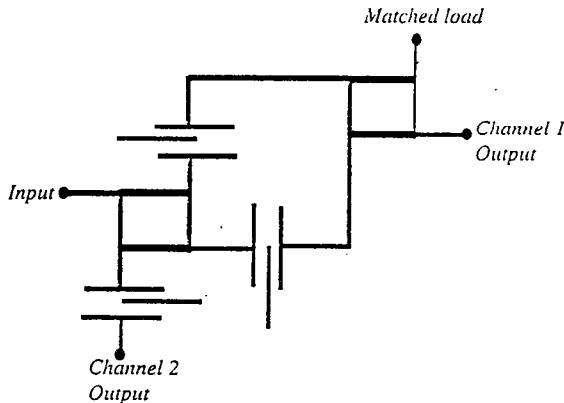 Matched load
Channel 1
Output
Input
Channel 2
Output